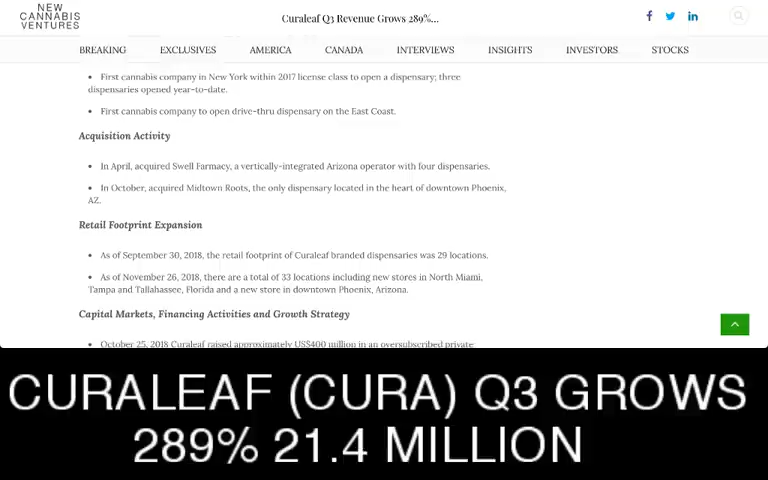 NEW
CANNABIS
VENTURES
Curaleaf Q3 Revenue Grows 289%...
BREAKING EXCLUSIVES AMERICA CANADA INTERVIEWS INSIGHTS INVESTORS STOCKS
• First cannabis company in New York within 2017 license class to open a dispensary; three
dispensaries opened year-to-date.
• First cannabis company to open drive-thru dispensary on the East Coast.
Acquisition Activity
• In April, acquired Swell Farmacy, a vertically-integrated Arizona operator with four dispensaries.
• In October, acquired Midtown Roots, the only dispensary located in the heart of downtown Phoenix,
AZ.
Retail Footprint Expansion
• As of September 30, 2018, the retail footprint of Curaleaf branded dispensaries was 29 locations.
• As of November 26, 2018, there are a total of 33 locations including new stores in North Miami,
Tampa and Tallahassee, Florida and a new store in downtown Phoenix, Arizona.
Capital Markets, Financing Activities and Growth Strategy
• October 25, 2018 Curaleaf raised approximately US$400 million in an oversubscribed private
CURALEAF (CURA) Q3 GROWS
289% 21.4 MILLION